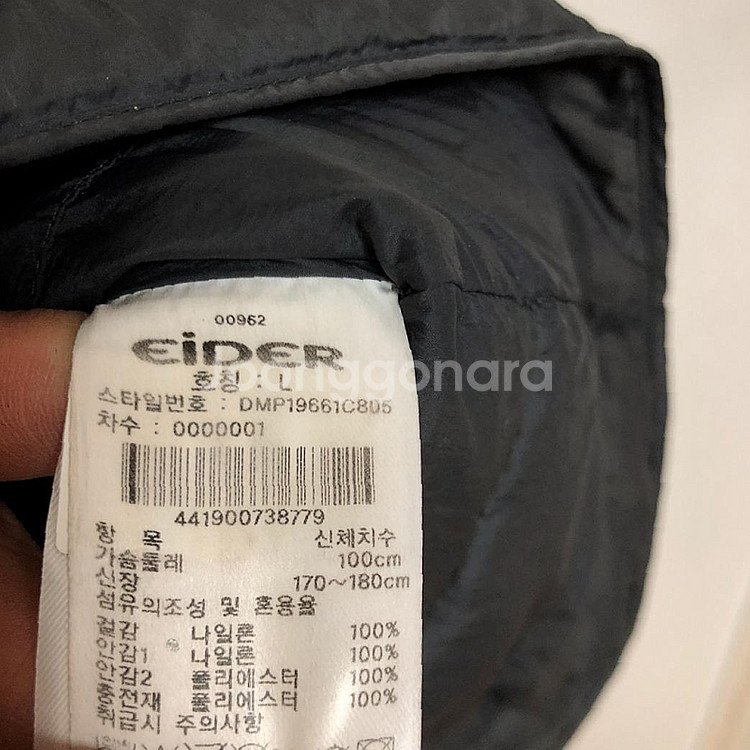 00962
EiDER
호칭 : L
joonggonara
스타일번호 : DMP19661C805
차수 : 0000001
441900738779
항 목 신체치수
가슴둘레 100cm
신장 170~180cm
섬유의조성 및 혼용율
겉감 나일론 100%
안감1 나일론 100%
안감2 폴리에스터 100%
충전재 폴리에스터 100%
취급시 주의사항